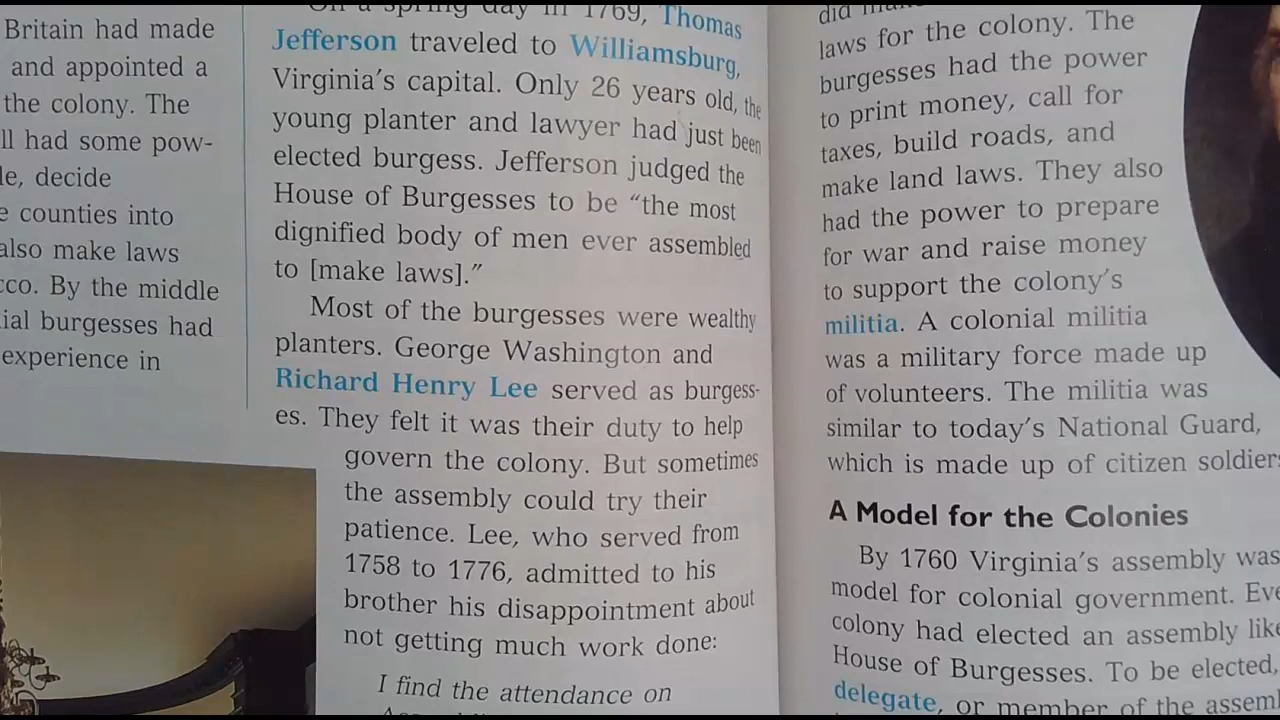 Britain had made
and appointed a
the colony. The
had some pow-
decide
counties into
also make laws
By the middle
burgesses had
experience in
On a spring day in 1769, Thomas
Jefferson traveled to Williamsburg,
Virginia's capital. Only 26 years old, the
young planter and lawyer had just been
elected burgess. Jefferson judged the
House of Burgesses to be “the most
dignified body of men ever assembled
to [make laws].”
Most of the burgesses were wealthy
planters. George Washington and
Richard Henry Lee served as burgess-
es. They felt it was their duty to help
govern the colony. But sometimes
the assembly could try their
patience. Lee, who served from
1758 to 1776, admitted to his
brother his disappointment about
not getting much work done:
I find the attendance on
did
laws for the colony. The
burgesses had the power
to print money, call for
taxes, build roads, and
make land laws. They also
had the power to prepare
for war and raise money
to support the colony's
militia. A colonial militia
was a military force made up
of volunteers. The militia was
similar to today's National Guard,
which is made up of citizen
A Model for the Colonies
By 1760 Virginia's assembly was
model for colonial government.
colony had elected an assembly
House of Burgesses. To be elected,
delegate, or member of the